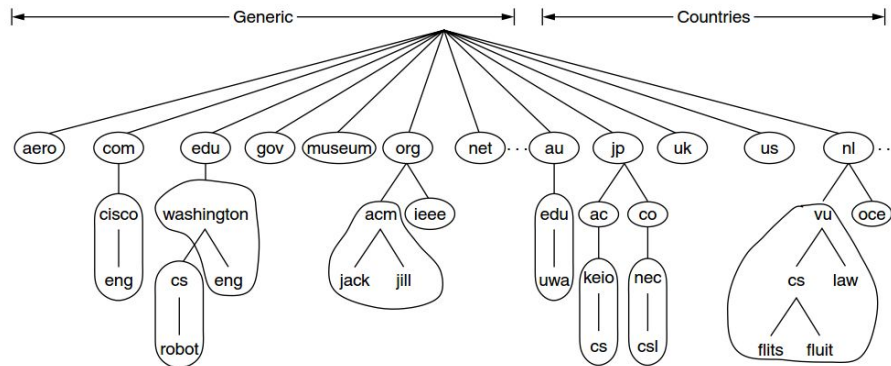 Generic Countries
aero com edu gov museum org net ... au jp uk us nl ...
cisco washington acm ieee edu ac co vu oce
eng cs eng jack jill uwa keio nec cs law
robot cs csl flits fluit